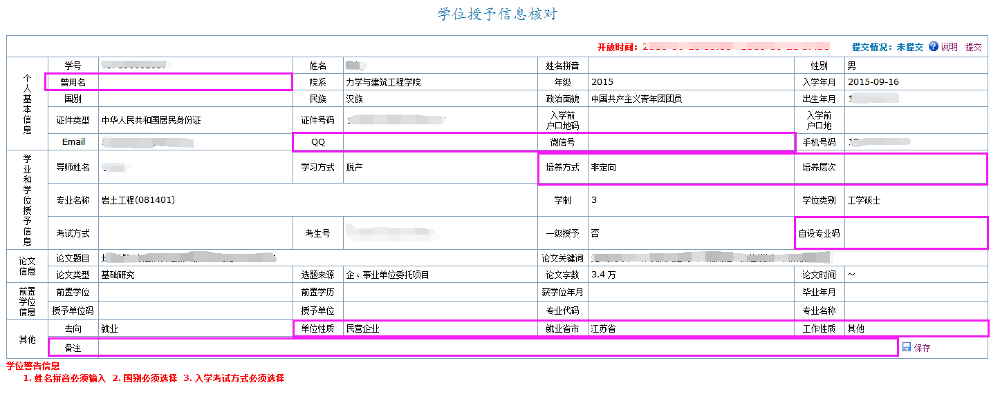 学位授予信息核对
开放时间: 提交情况: 未提交 说明 提交
个人基本信息
学号 姓名 姓名拼音 性别 男
曾用名 院系 力学与建筑工程学院 年级 2015 入学年月 2015-09-16
国别 民族 汉族 政治面貌 中国共产主义青年团团员 出生年月
证件类型 中华人民共和国居民身份证 证件号码 入学前户口地码 入学前户口地
Email QQ 微信号 手机号码
学业和学位授予信息
导师姓名 学习方式 脱产 培养方式 非定向 培养层次
专业名称 岩土工程(081401) 学制 3 学位类别 工学硕士
考试方式 考生号 一级授予 否 自设专业码
论文信息
论文题目 论文关键词
论文类型 基础研究 选题来源 企、事业单位委托项目 论文字数 3.4 万 论文时间 ~
前置学位信息
前置学位 前置学历 获学位年月 毕业年月
授予单位码 授予单位 专业代码 专业名称
其他
去向 就业 单位性质 民营企业 就业省市 江苏省 工作性质 其他
备注 保存
学位警告信息
1. 姓名拼音必须输入 2. 国别必须选择 3. 入学考试方式必须选择